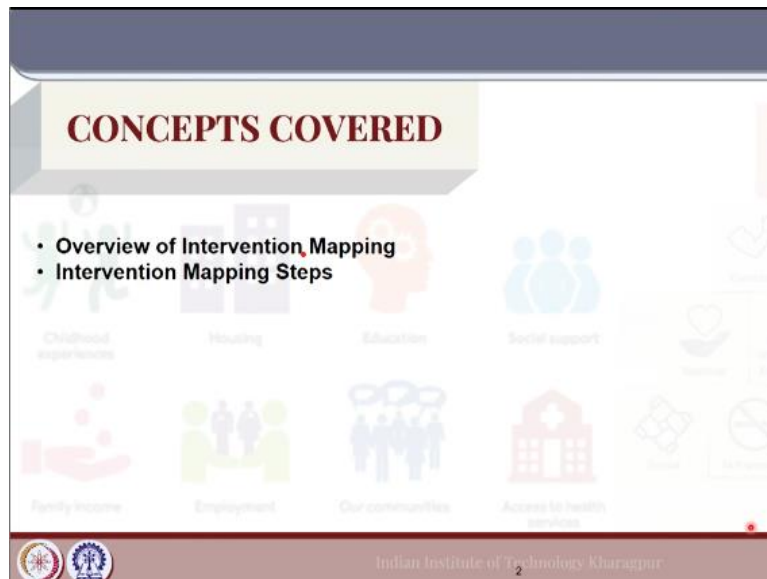 CONCEPTS COVERED
• Overview of Intervention Mapping
• Intervention Mapping Steps
Childhood experiences
Housing
Education
Social support
Family income
Employment
Our communities
Access to health services
Indian Institute of Technology Kharagpur
2